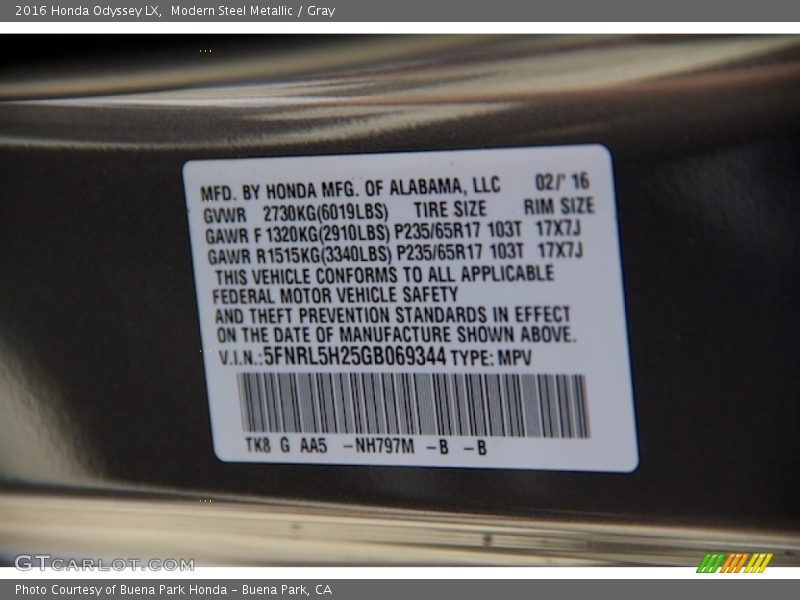 2016 Honda Odyssey LX, Modern Steel Metallic / Gray
MFD. BY HONDA MFG. OF ALABAMA, LLC 02/' 16
GVWR 2730KG(6019LBS) TIRE SIZE RIM SIZE
GAWR F 1320KG(2910LBS) P235/65R17 103T 17X7J
GAWR R1515KG(3340LBS) P235/65R17 103T 17X7J
THIS VEHICLE CONFORMS TO ALL APPLICABLE
FEDERAL MOTOR VEHICLE SAFETY
AND THEFT PREVENTION STANDARDS IN EFFECT
ON THE DATE OF MANUFACTURE SHOWN ABOVE.
V.I.N.:5FNRL5H25GB069344 TYPE: MPV
TK8 G AA5 -NH797M -B -B
GTCARLOT.COM
Photo Courtesy of Buena Park Honda - Buena Park, CA